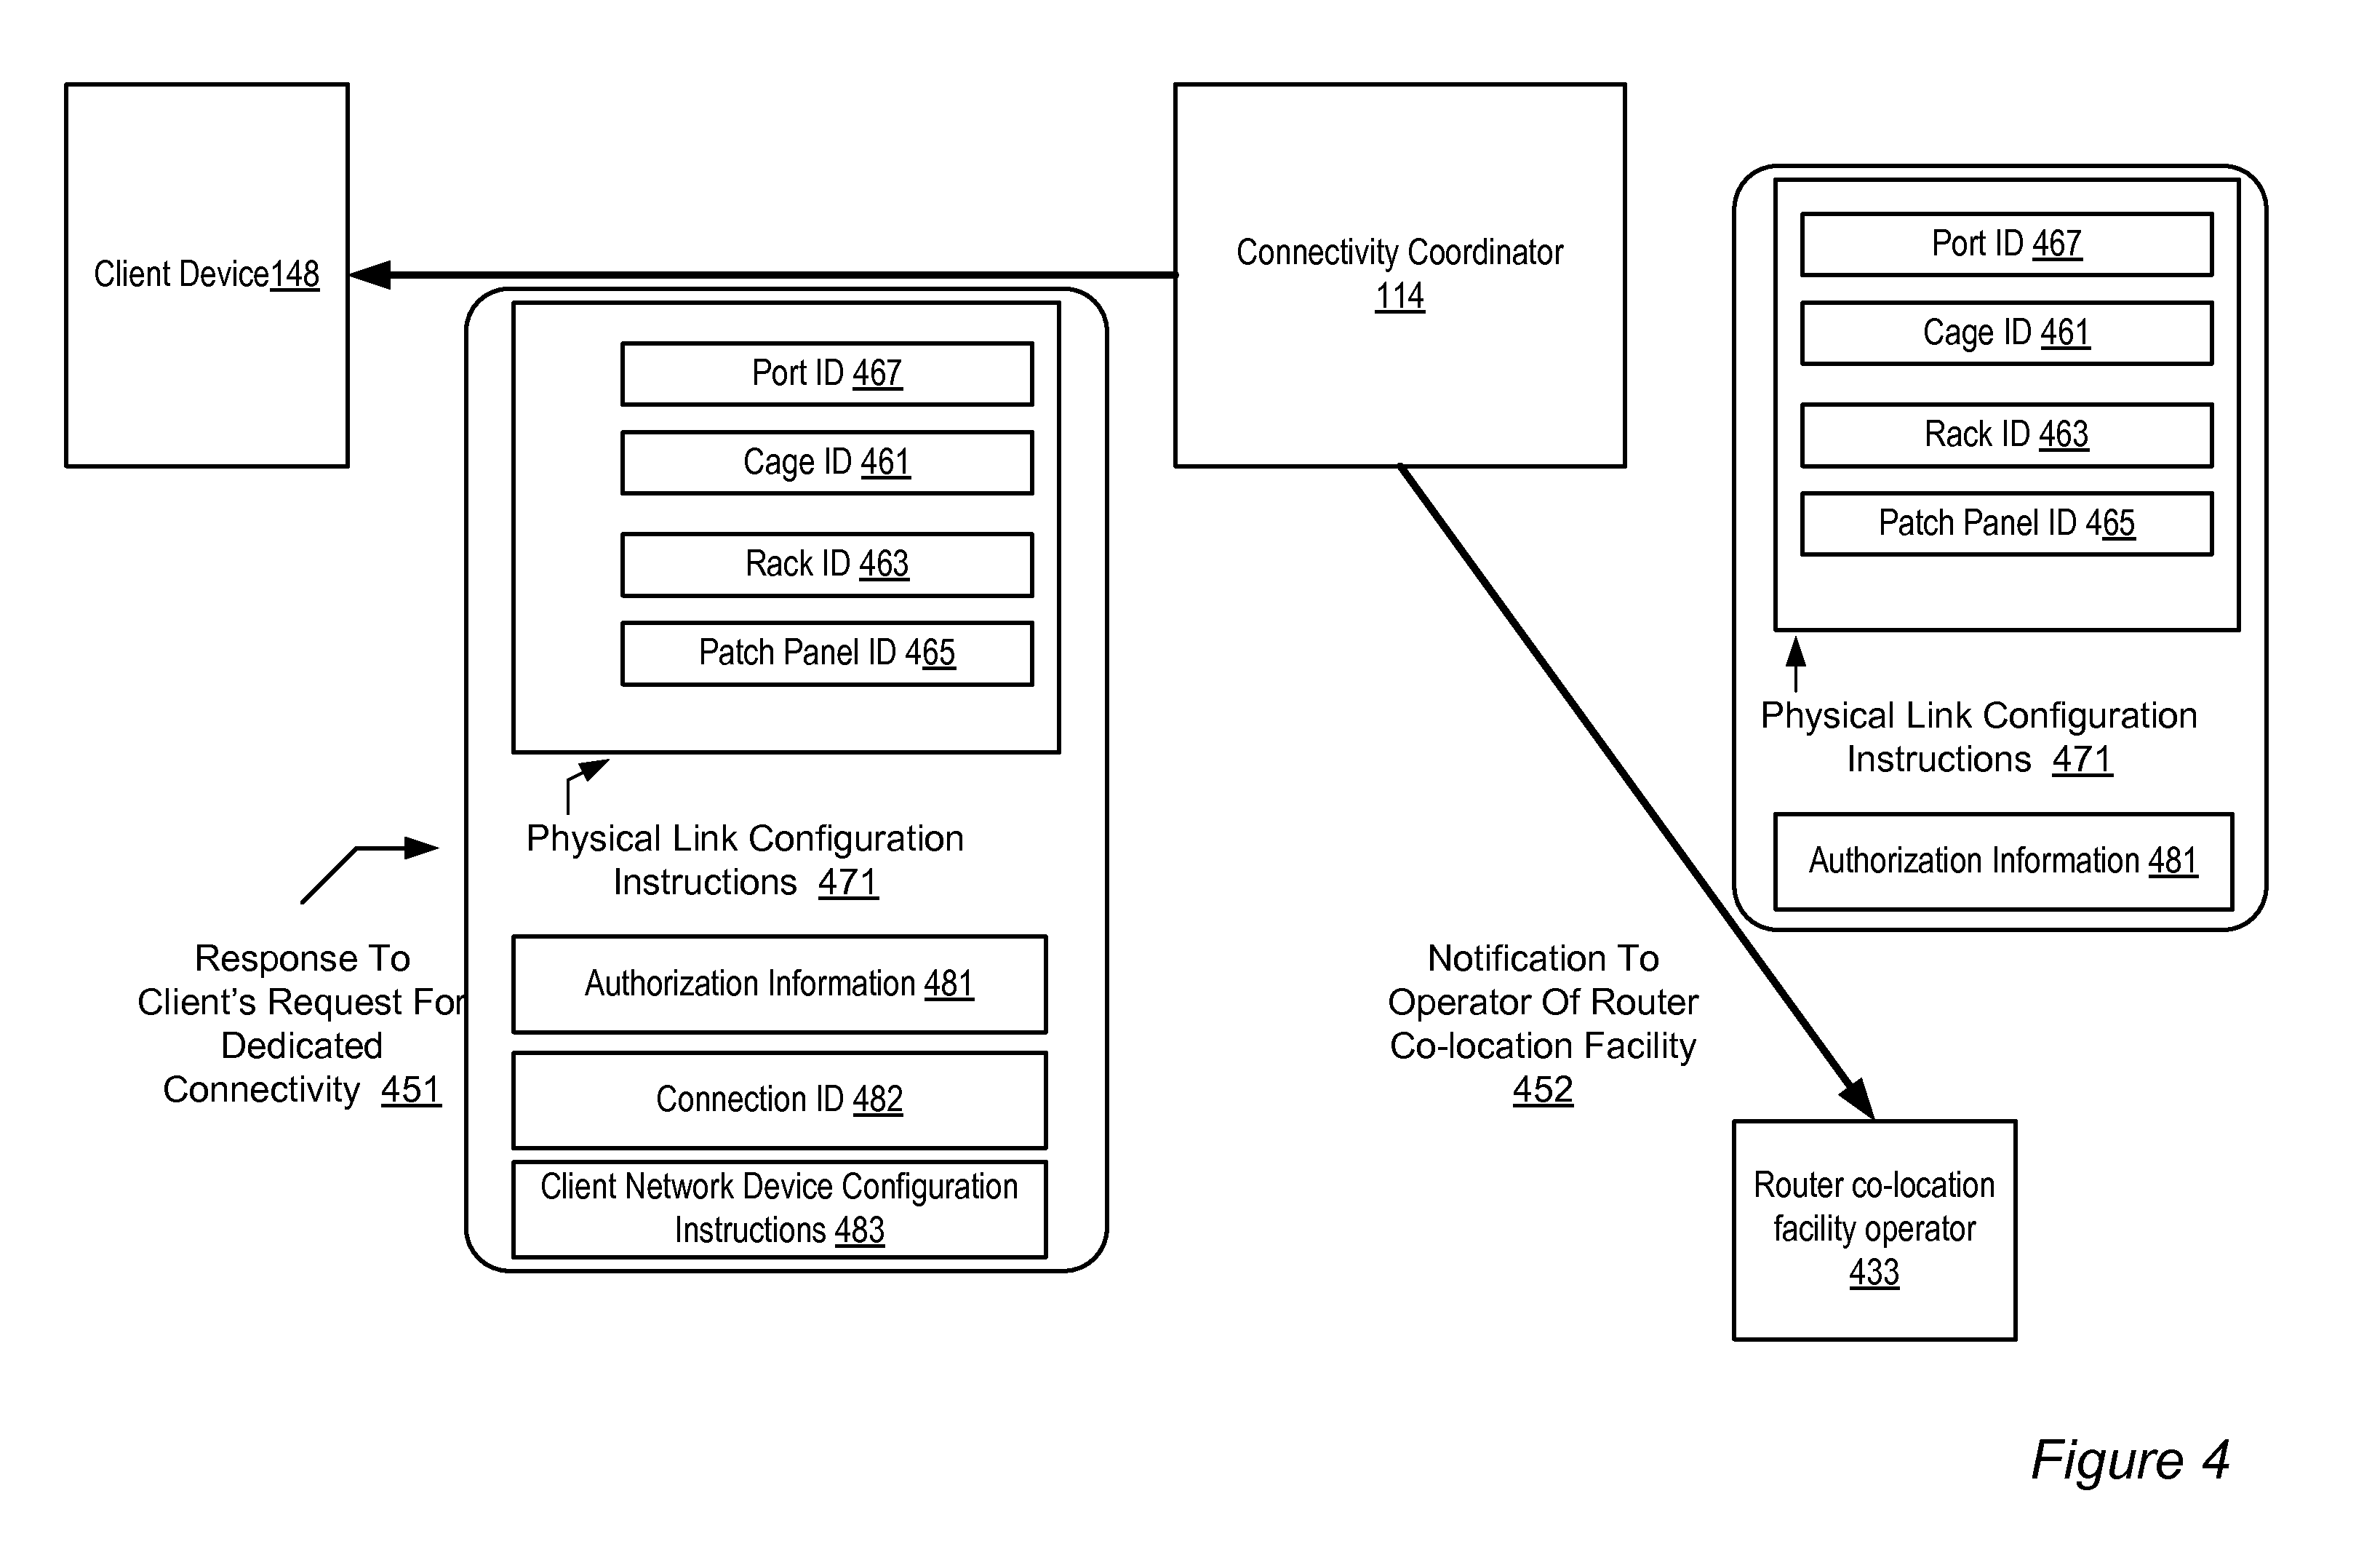 Client Device148
Connectivity Coordinator
114
Port ID 467
Cage ID 461
Rack ID 463
Patch Panel ID 465
Physical Link Configuration
Instructions 471
Authorization Information 481
Connection ID 482
Client Network Device Configuration
Instructions 483
Response To
Client’s Request For
Dedicated
Connectivity 451
Port ID 467
Cage ID 461
Rack ID 463
Patch Panel ID 465
Physical Link Configuration
Instructions 471
Authorization Information 481
Notification To
Operator Of Router
Co-location Facility
452
Router co-location
facility operator
433
Figure 4